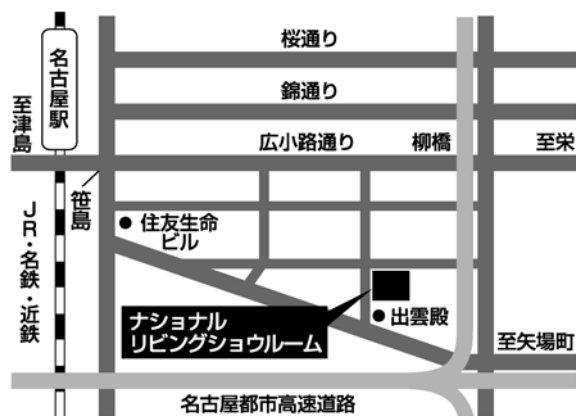 桜通り
名古屋駅
錦通り
至津島
広小路通り
柳橋
至栄
笹島
住友生命
ビル
JR・名鉄・近鉄
ナショナル
リビングショウルーム
出雲殿
至矢場町
名古屋都市高速道路